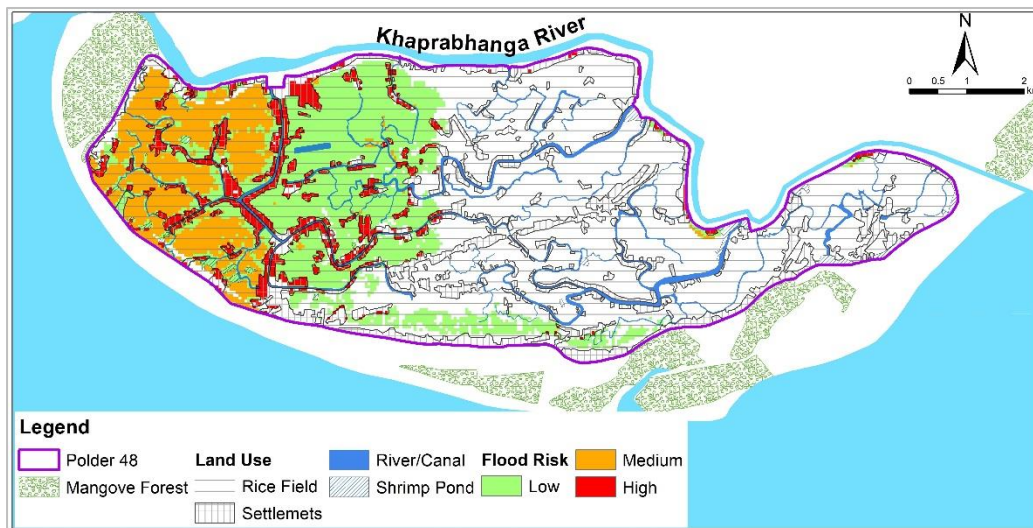 Khaprabhanga River
N
0 0.5 1 2
Legend
Polder 48
Land Use
River/Canal
Flood Risk
Medium
Mangove Forest
Rice Field
Shrimp Pond
Low
High
Settlemets